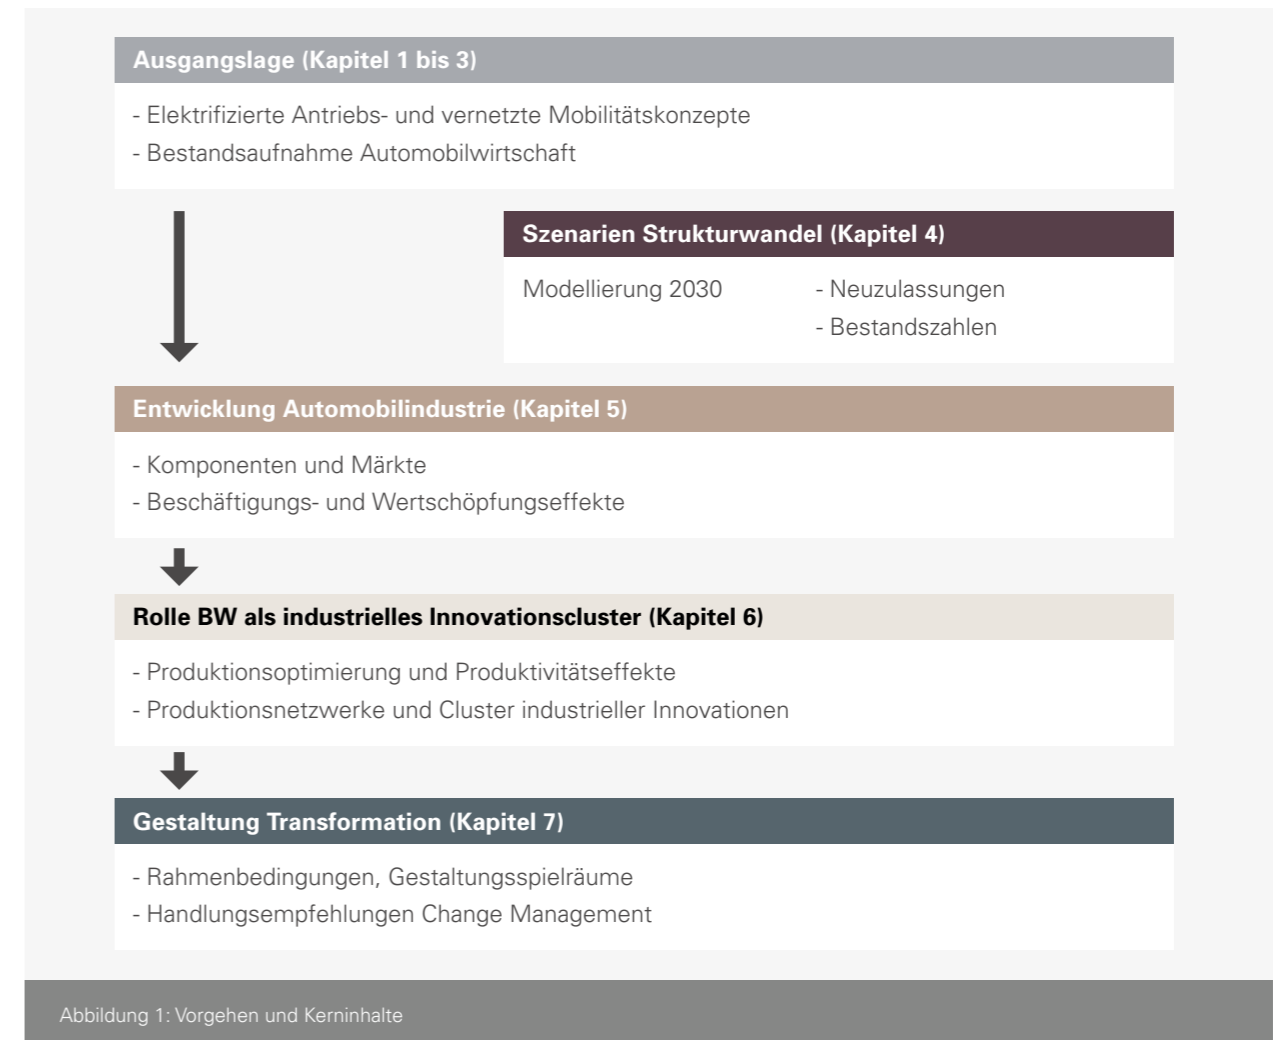 Ausgangslage (Kapitel 1 bis 3)
- Elektrifizierte Antriebs- und vernetzte Mobilitätskonzepte
- Bestandsaufnahme Automobilwirtschaft
Szenarien Strukturwandel (Kapitel 4)
Modellierung 2030 - Neuzulassungen
- Bestandszahlen
Entwicklung Automobilindustrie (Kapitel 5)
- Komponenten und Märkte
- Beschäftigungs- und Wertschöpfungseffekte
Rolle BW als industrielles Innovationscluster (Kapitel 6)
- Produktionsoptimierung und Produktivitätseffekte
- Produktionsnetzwerke und Cluster industrieller Innovationen
Gestaltung Transformation (Kapitel 7)
- Rahmenbedingungen, Gestaltungsspielräume
- Handlungsempfehlungen Change Management
Abbildung 1: Vorgehen und Kerninhalte